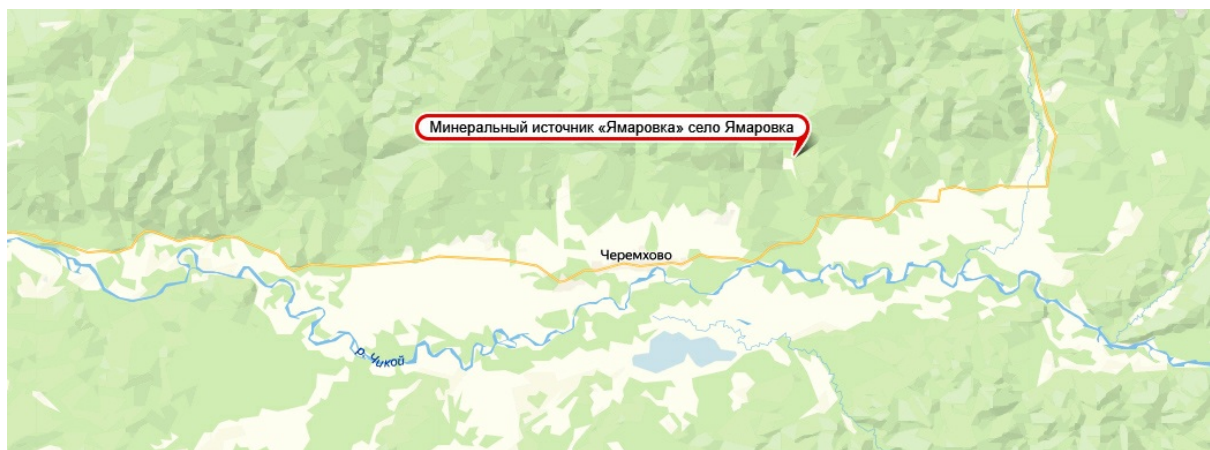 Минеральный источник «Ямаровка» село Ямаровка
Черемхово
р. Чикой